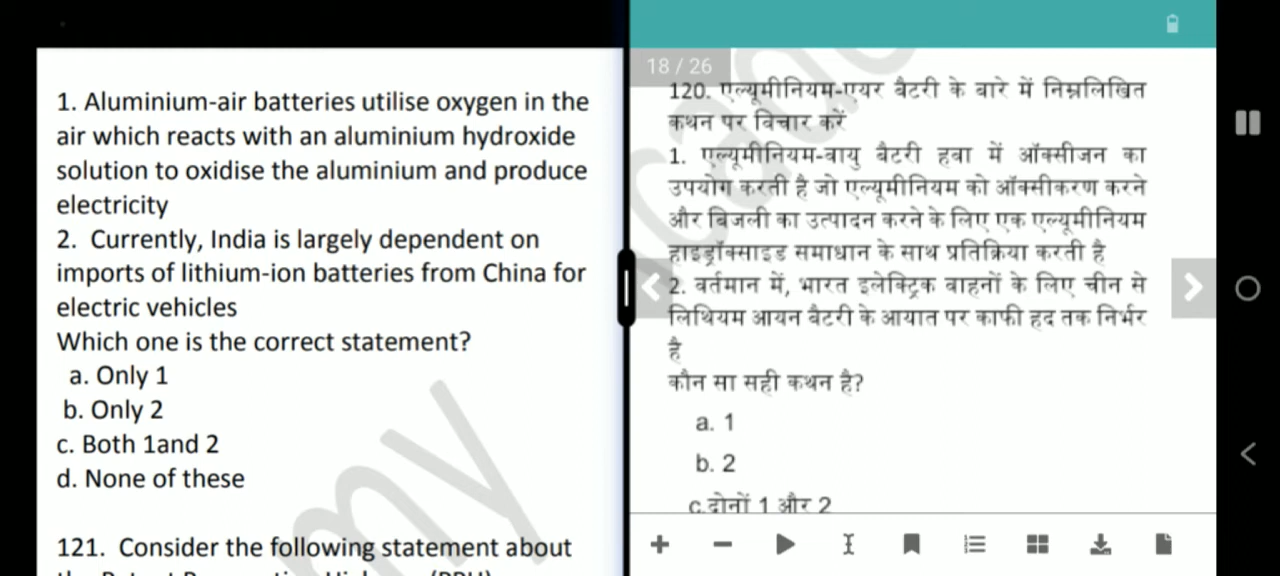 1. Aluminium-air batteries utilise oxygen in the
air which reacts with an aluminium hydroxide
solution to oxidise the aluminium and produce
electricity
2. Currently, India is largely dependent on
imports of lithium-ion batteries from China for
electric vehicles
Which one is the correct statement?
a. Only 1
b. Only 2
c. Both 1and 2
d. None of these
121. Consider the following statement about
my
18 / 26
120. एल्यूमीनियम-एयर बैटरी के बारे में निम्नलिखित
कथन पर विचार करें
1. एल्यूमीनियम-वायु बैटरी हवा में ऑक्सीजन का
उपयोग करती है जो एल्यूमीनियम को ऑक्सीकरण करने
और बिजली का उत्पादन करने के लिए एक एल्यूमीनियम
हाइड्रॉक्साइड समाधान के साथ प्रतिक्रिया करती है
2. वर्तमान में, भारत इलेक्ट्रिक वाहनों के लिए चीन से
लिथियम आयन बैटरी के आयात पर काफी हद तक निर्भर
है
कौन सा सही कथन है?
a. 1
b. 2
c.दोनों 1 और 2